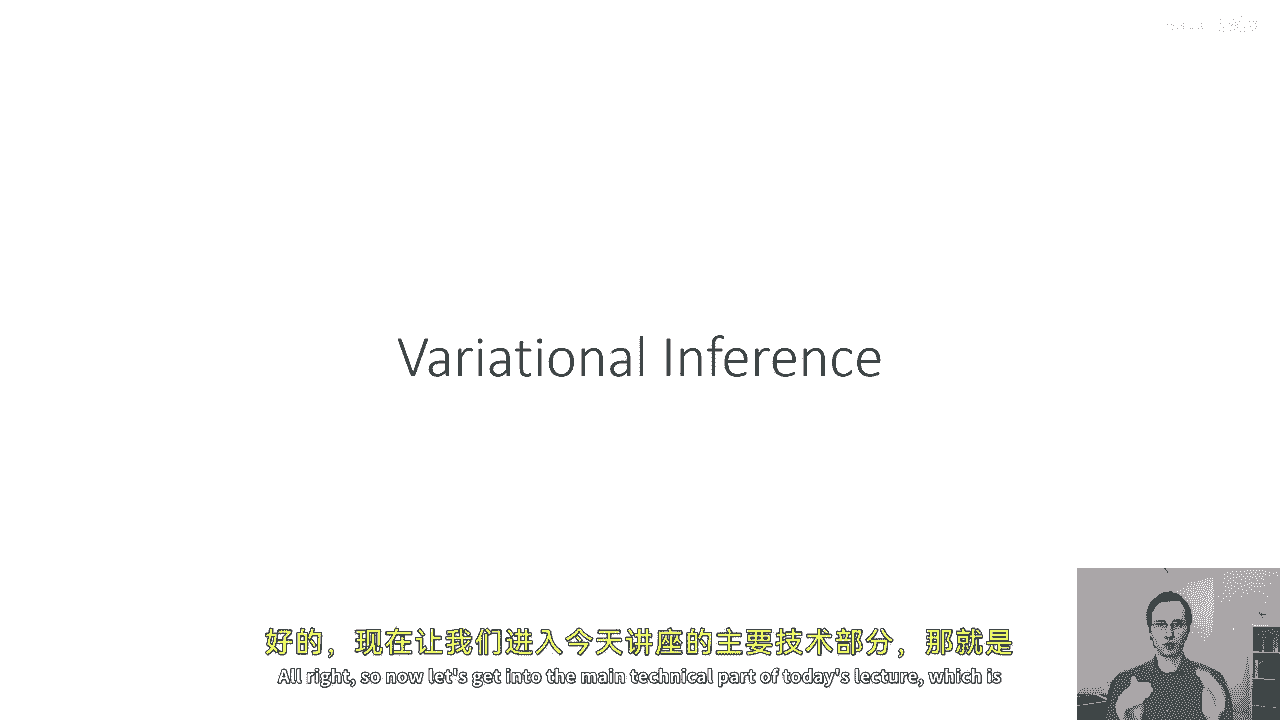 Variational Inference
好的，现在让我们进入今天讲座的主要技术部分，那就是
All right, so now let's get into the main technical part of today's lecture, which is